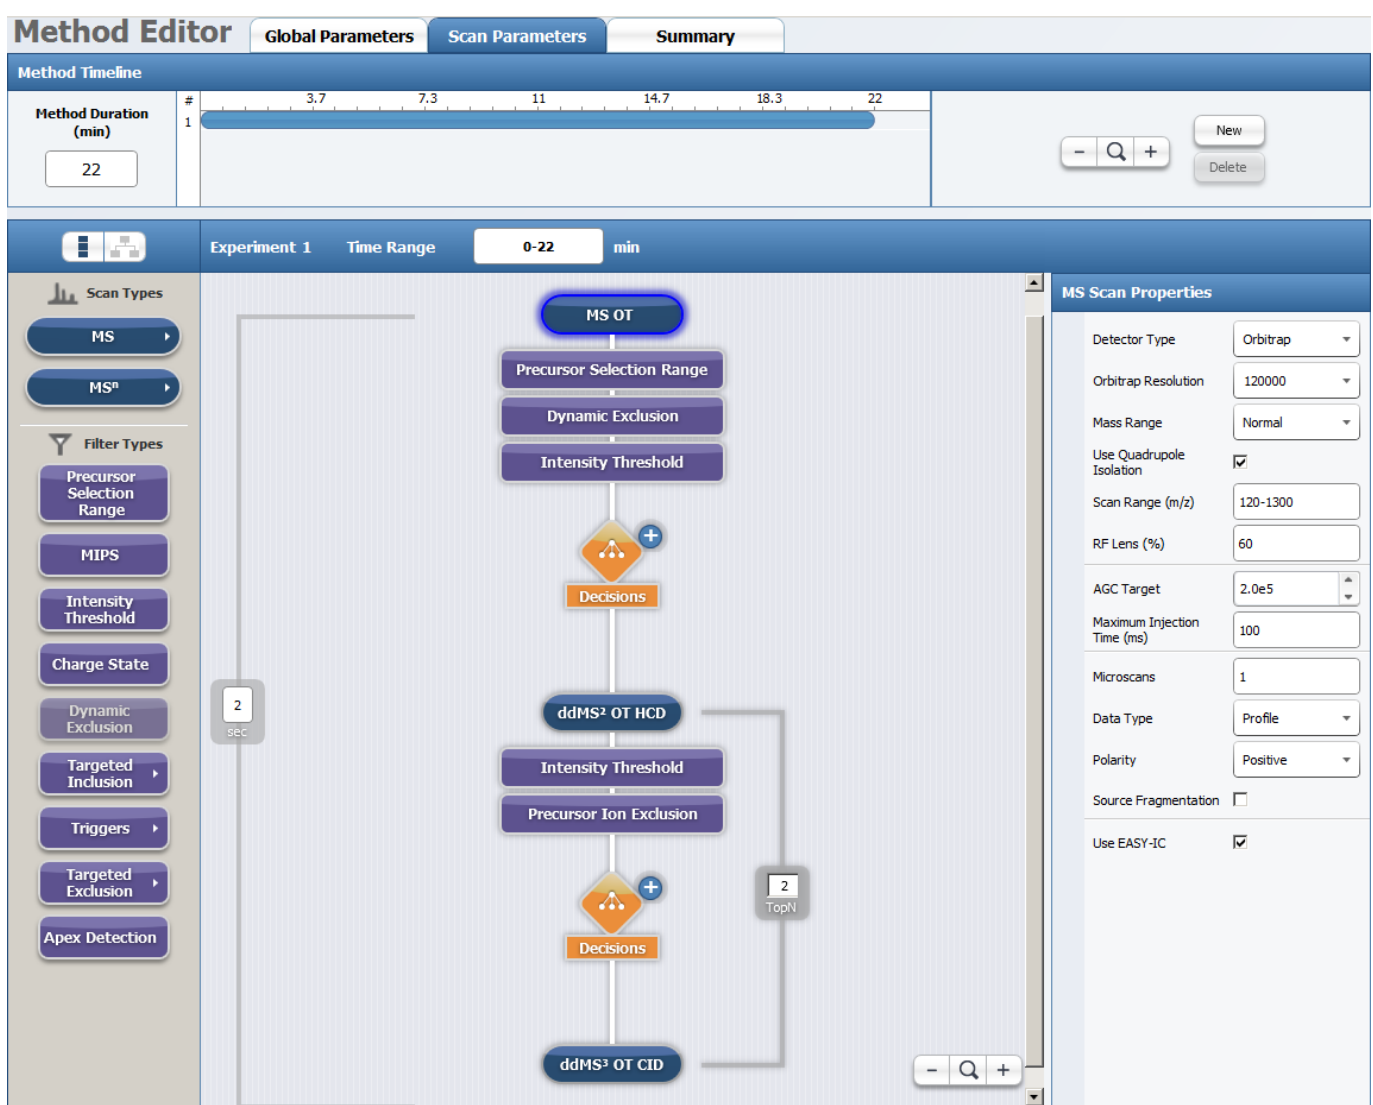 Method Editor
Global Parameters
Scan Parameters
Summary
Method Timeline
Method Duration
(min)
22
#
3.7
7.3
11
14.7
18.3
22
1
New
Delete
Experiment 1
Time Range
0-22
min
Scan Types
MS
MSⁿ
Filter Types
Precursor
Selection
Range
MIPS
Intensity
Threshold
Charge State
Dynamic
Exclusion
Targeted
Inclusion
Triggers
Targeted
Exclusion
Apex Detection
2
sec
MS OT
Precursor Selection Range
Dynamic Exclusion
Intensity Threshold
Decisions
ddMS² OT HCD
Intensity Threshold
Precursor Ion Exclusion
Decisions
2
TopN
ddMS³ OT CID
MS Scan Properties
Detector Type
Orbitrap
Orbitrap Resolution
120000
Mass Range
Normal
Use Quadrupole
Isolation
Scan Range (m/z)
120-1300
RF Lens (%)
60
AGC Target
2.0e5
Maximum Injection
Time (ms)
100
Microscans
1
Data Type
Profile
Polarity
Positive
Source Fragmentation
Use EASY-IC